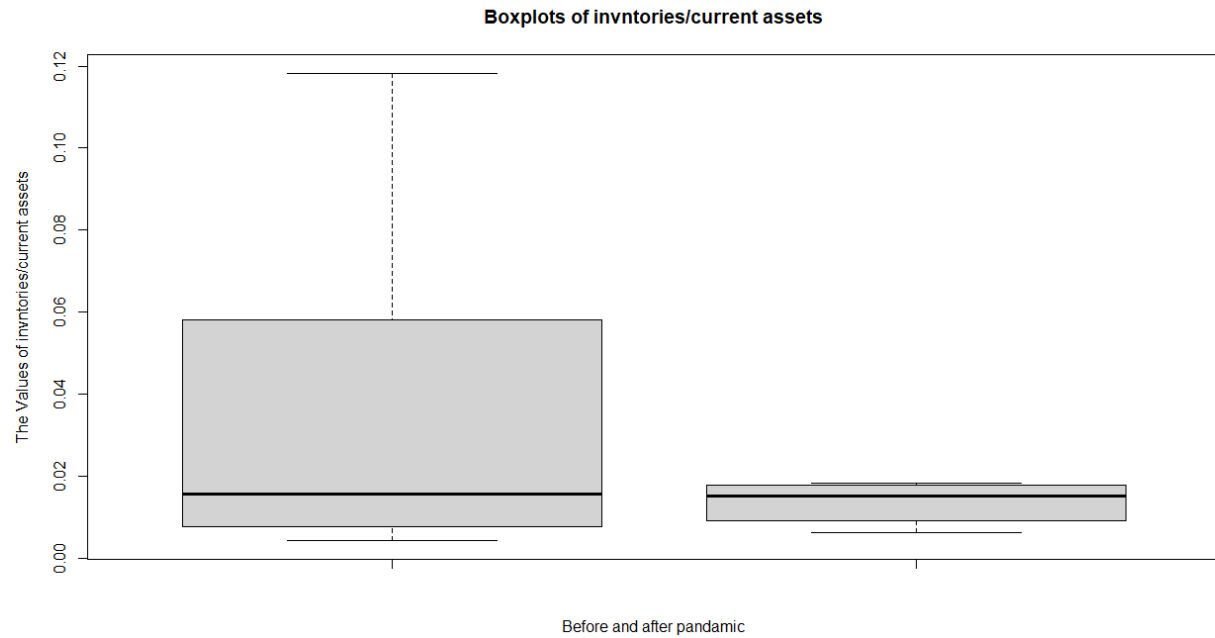 Boxplots of invntories/current assets
The Values of invntories/current assets
0.12
0.10
0.08
0.06
0.04
0.02
0.00
Before and after pandamic